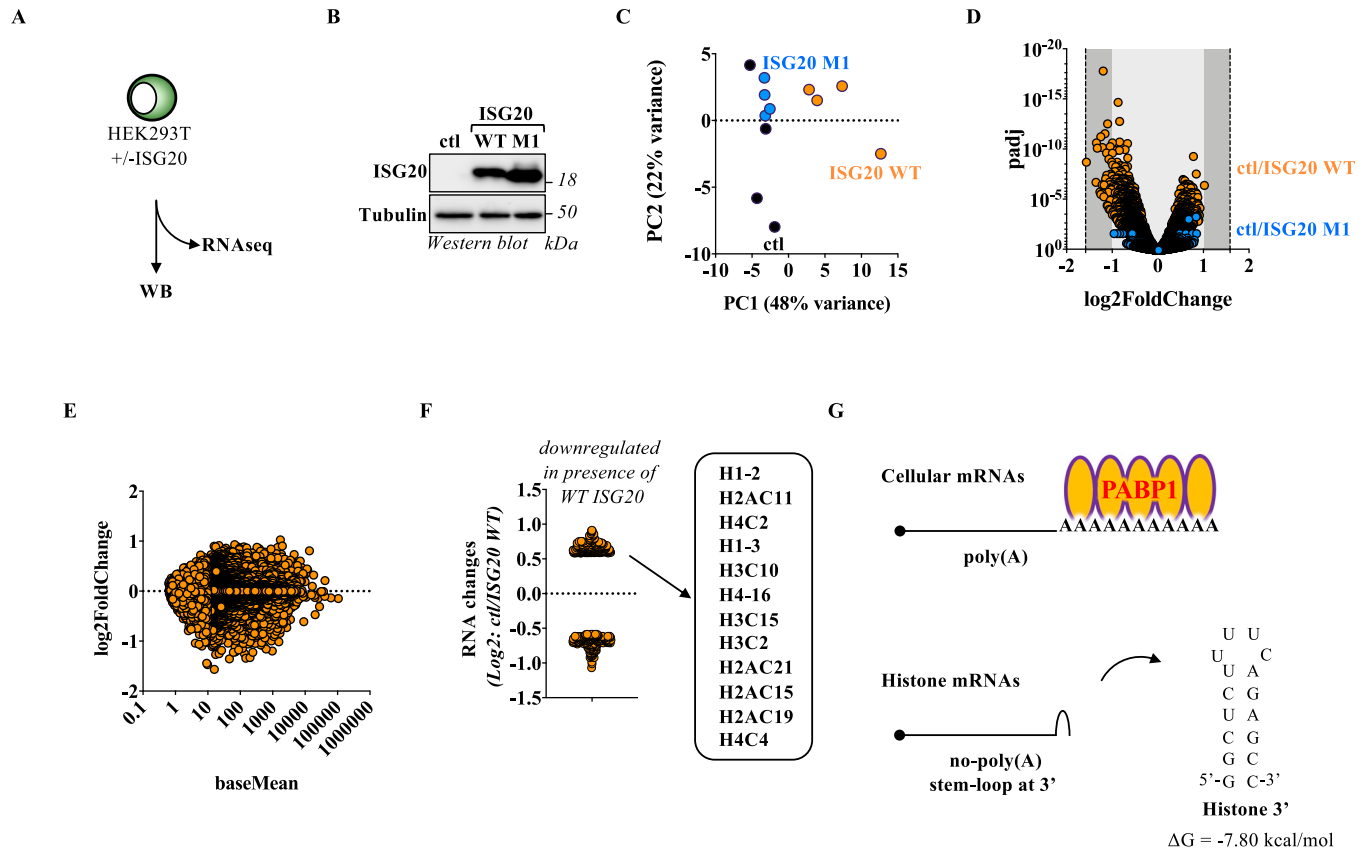 A
HEK293T
+/-ISG20
RNAseq
WB
B
ISG20
ctl WT M1
ISG20
18
Tubulin
50
Western blot kDa
C
5
0
-5
-10
PC2 (22% variance)
ISG20 M1
ISG20 WT
ctl
-10 -5 0 5 10 15
PC1 (48% variance)
D
10-20
10-15
10-10
10-5
100
padj
ctl/ISG20 WT
ctl/ISG20 M1
-2 -1 0 1 2
log2FoldChange
E
2
1
0
-1
-2
log2FoldChange
0.1 1 10 100 1000 10000 100000 1000000
baseMean
F
downregulated
in presence of
WT ISG20
1.5
1.0
0.5
0.0
-0.5
-1.0
-1.5
RNA changes
(Log2: ctl/ISG20 WT)
H1-2
H2AC11
H4C2
H1-3
H3C10
H4-16
H3C15
H3C2
H2AC21
H2AC15
H2AC19
H4C4
G
Cellular mRNAs
PABP1
AAAAAAAAAAA
poly(A)
Histone mRNAs
no-poly(A)
stem-loop at 3’
U U
U C
U A
C G
U A
C G
G C
5’-G C-3’
Histone 3’
ΔG = -7.80 kcal/mol